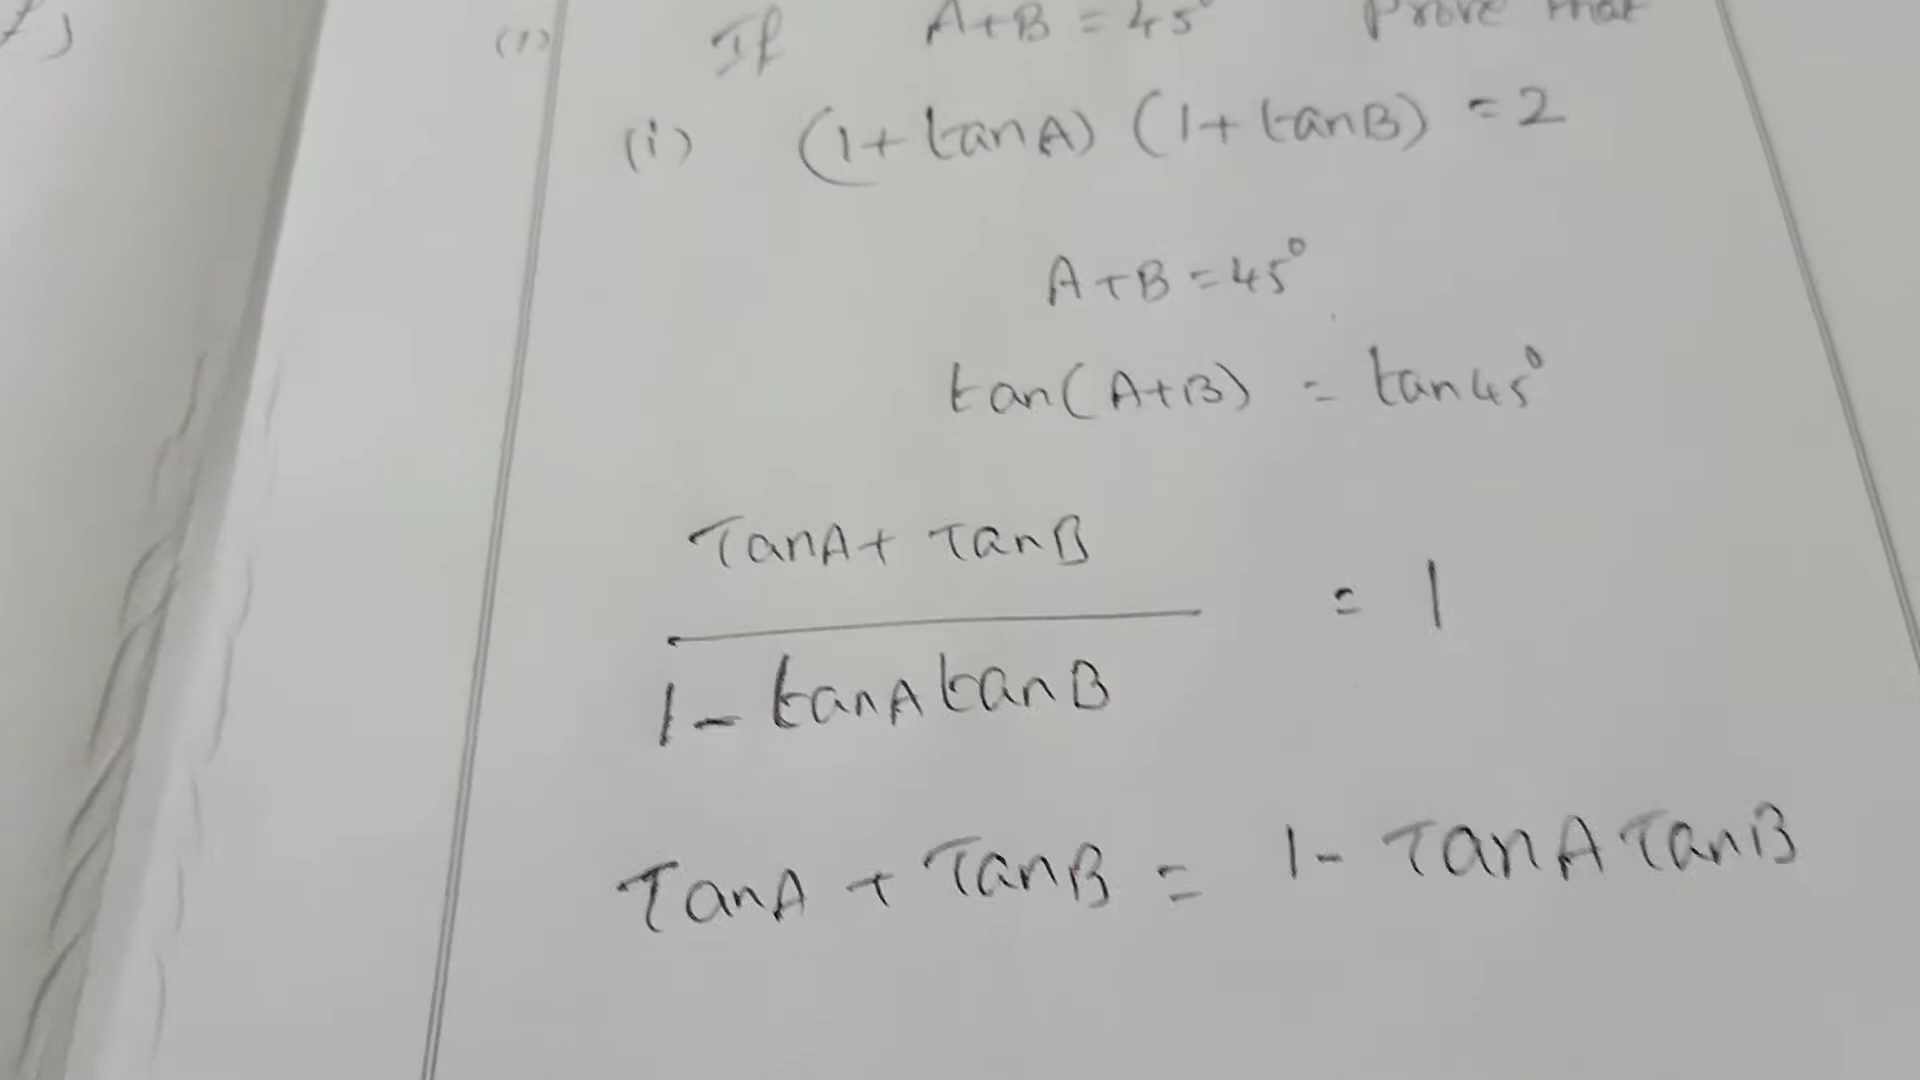 (1) If A+B = 45° Prove that
(i) (1+ tanA) (1+ tanB) = 2
A+B = 45°
tan(A+B) = tan45°
TanA+ TanB
= 1
1- tanA tanB
TanA + TanB = 1- TanA TanB